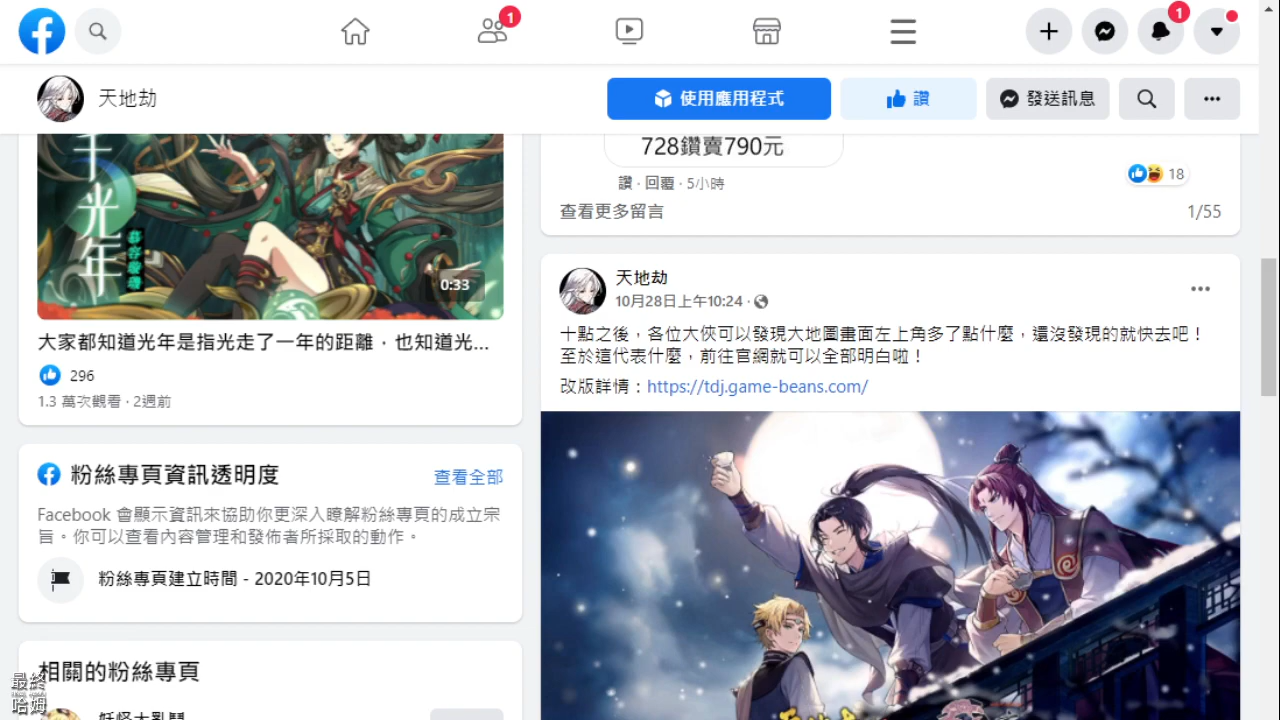 1
1
天地劫
使用應用程式
讚
發送訊息
千光年
0:33
大家都知道光年是指光走了一年的距離，也知道光...
296
1.3 萬次觀看 · 2週前
粉絲專頁資訊透明度
查看全部
Facebook 會顯示資訊來協助你更深入瞭解粉絲專頁的成立宗
旨。你可以查看內容管理和發佈者所採取的動作。
粉絲專頁建立時間 - 2020年10月5日
相關的粉絲專頁
妖怪大亂鬥
最終
哈姆
728鑽賣790元
讚 · 回覆 · 5小時
18
查看更多留言
1/55
天地劫
10月28日上午10:24 ·
十點之後，各位大俠可以發現大地圖畫面左上角多了點什麼，還沒發現的就快去吧！
至於這代表什麼，前往官網就可以全部明白啦！
改版詳情：https://tdj.game-beans.com/